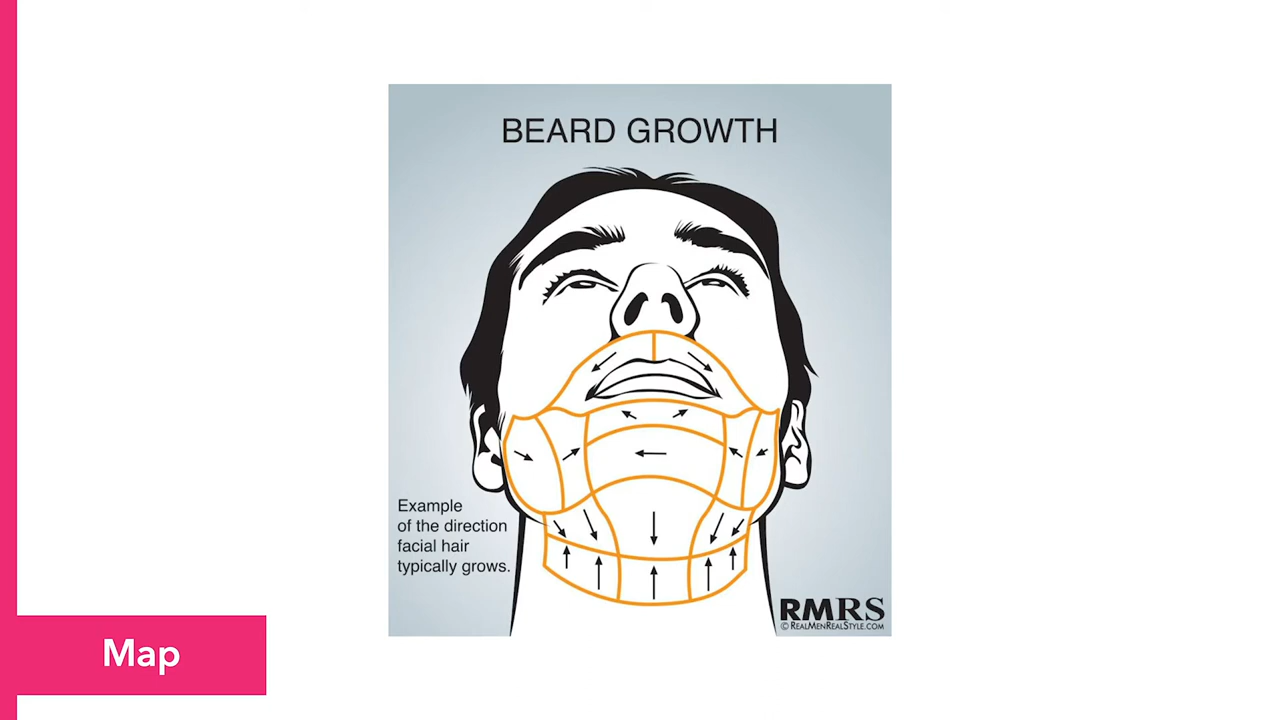 BEARD GROWTH
Example
of the direction
facial hair
typically grows.
RMRS
© REALMENREALSTYLE.COM
Map